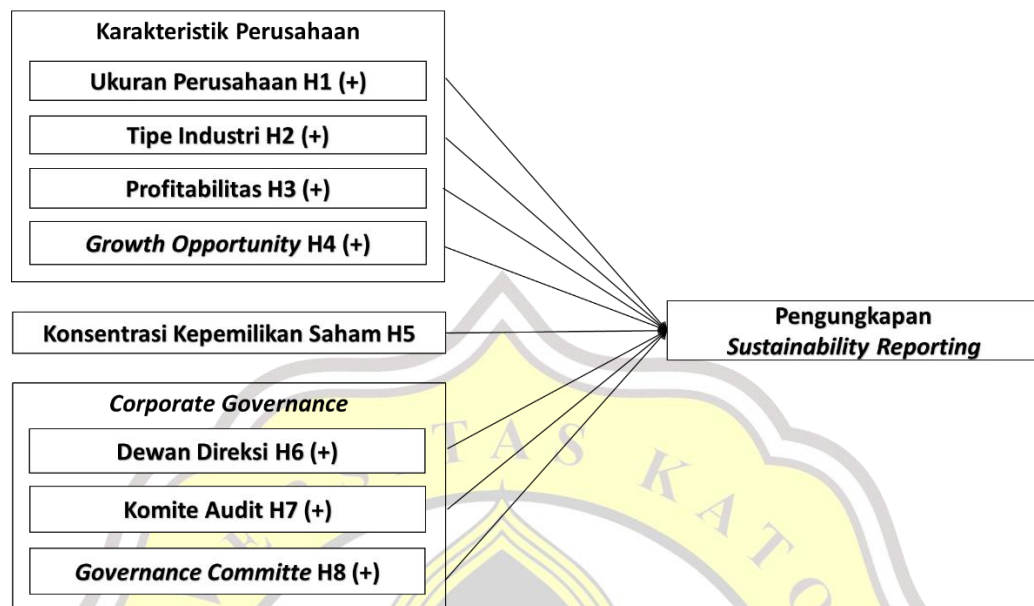 Karakteristik Perusahaan
Ukuran Perusahaan H1 (+)
Tipe Industri H2 (+)
Profitabilitas H3 (+)
Growth Opportunity H4 (+)
Konsentrasi Kepemilikan Saham H5
Corporate Governance
Dewan Direksi H6 (+)
Komite Audit H7 (+)
Governance Committe H8 (+)
Pengungkapan
Sustainability Reporting